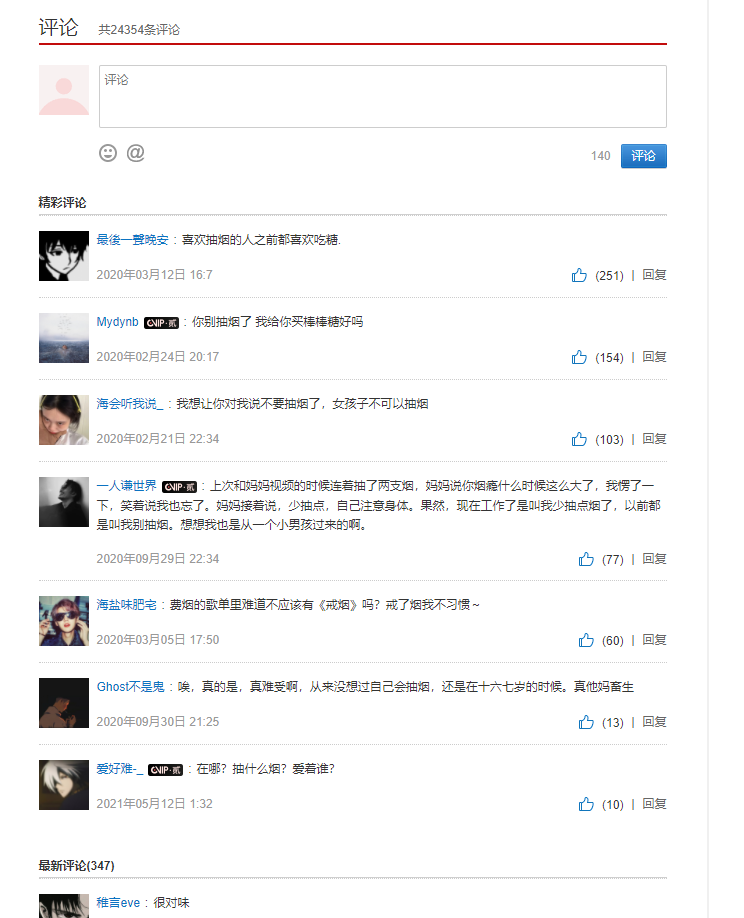 评论 共24354条评论
评论
140 评论
精彩评论
最後一聲晚安：喜欢抽烟的人之前都喜欢吃糖.
2020年03月12日 16:7 (251) | 回复
Mydynb CVIP·贰：你别抽烟了 我给你买棒棒糖好吗
2020年02月24日 20:17 (154) | 回复
海会听我说_：我想让你对我说不要抽烟了，女孩子不可以抽烟
2020年02月21日 22:34 (103) | 回复
一人谦世界 CVIP·贰：上次和妈妈视频的时候连着抽了两支烟，妈妈说你烟瘾什么时候这么大了，我愣了一
下，笑着说我也忘了。妈妈接着说，少抽点，自己注意身体。果然，现在工作了是叫我少抽点烟了，以前都
是叫我别抽烟。想想我也是从一个小男孩过来的啊。
2020年09月29日 22:34 (77) | 回复
海盐味肥宅：费烟的歌单里难道不应该有《戒烟》吗？戒了烟我不习惯～
2020年03月05日 17:50 (60) | 回复
Ghost不是鬼：唉，真的是，真难受啊，从来没想过自己会抽烟，还是在十六七岁的时候。真他妈畜生
2020年09月30日 21:25 (13) | 回复
爱好难-_ CVIP·贰：在哪？抽什么烟？爱着谁？
2021年05月12日 1:32 (10) | 回复
最新评论(347)
稚言eve：很对味